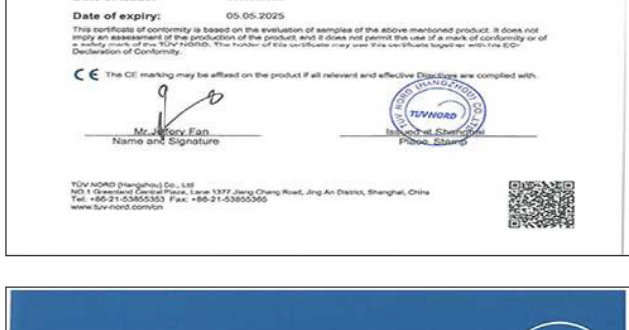 Date of expiry: 05.05.2025
This certificate of conformity is based on the evaluation of samples of the above mentioned product. It does not
imply an assessment of the production of the product, and it does not permit the use of a mark of conformity or of
a safety mark of the TÜV NORD. The holder of this certificate may use this certificate together with his EC-
Declaration of Conformity.
CE The CE marking may be affixed on the product if all relevant and effective Directives are complied with.
TÜV (HANGZHOU) CO.
TÜVNORD
Mr. Fan
Issued at Shanghai
Name and Signature
Place, Stamp
TÜV NORD (Hangzhou) Co., Ltd
NO.1 Greenland Central Plaza, Lane 1377 Jiang Chang Road, Jing An District, Shanghai, China
Tel: +86-21-53855353 Fax: +86-21-53855365
www.tuv-nord.com/cn